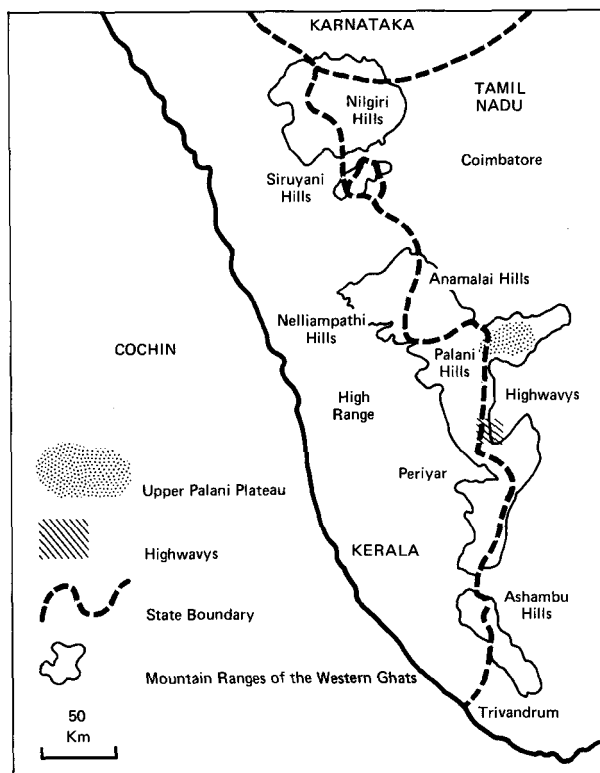 KARNATAKA
TAMIL
NADU
Nilgiri
Hills
Coimbatore
Siruyani
Hills
Anamalai Hills
Nelliampathi
Hills
COCHIN
Palani
Hills
High
Range
Highwavys
Periyar
Upper Palani Plateau
Highwavys
KERALA
State Boundary
Ashambu
Hills
Mountain Ranges of the Western Ghats
Trivandrum
50
Km